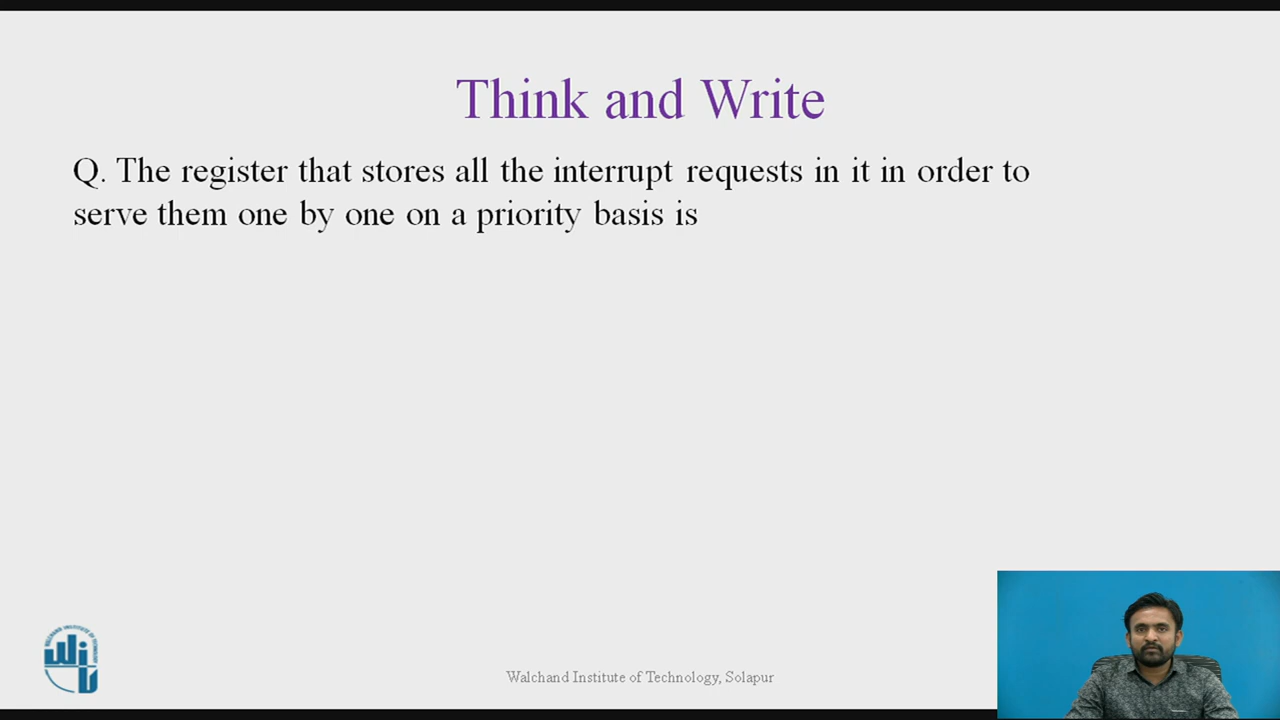 Think and Write
Q. The register that stores all the interrupt requests in it in order to
serve them one by one on a priority basis is
Walchand Institute of Technology, Solapur